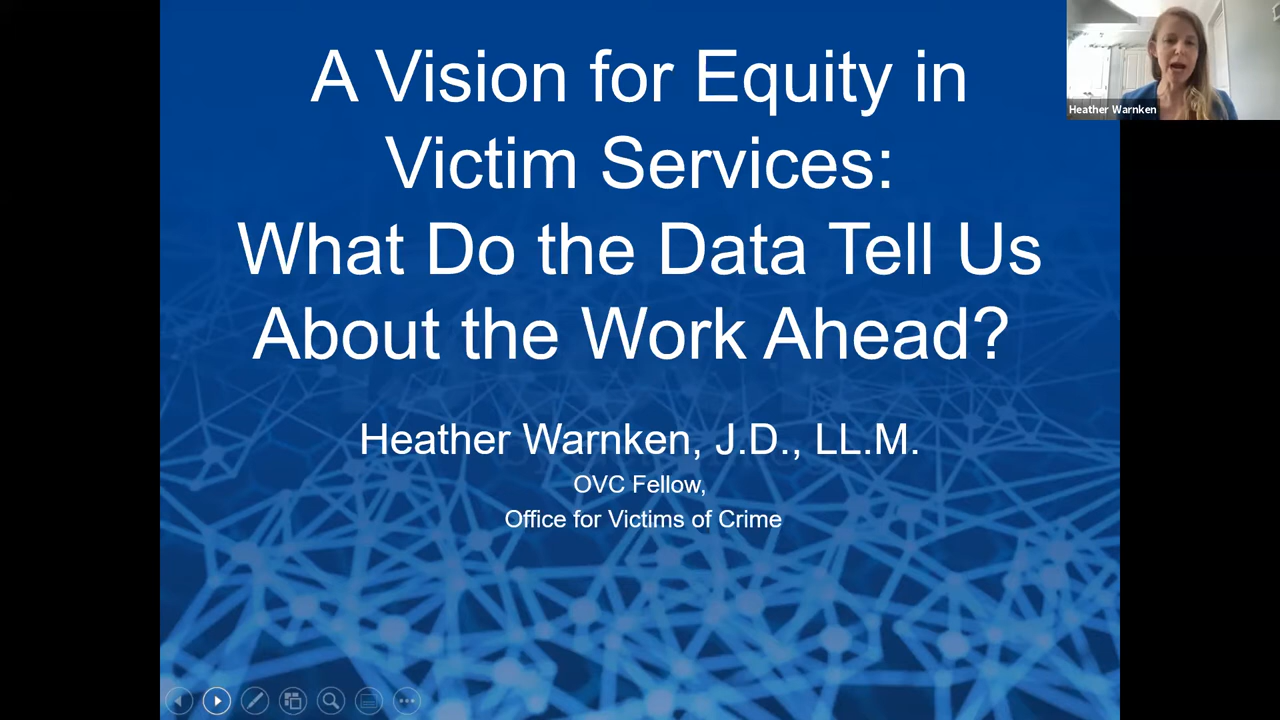 A Vision for Equity in
Victim Services:
What Do the Data Tell Us
About the Work Ahead?
Heather Warnken, J.D., LL.M.
OVC Fellow,
Office for Victims of Crime
Heather Warnken